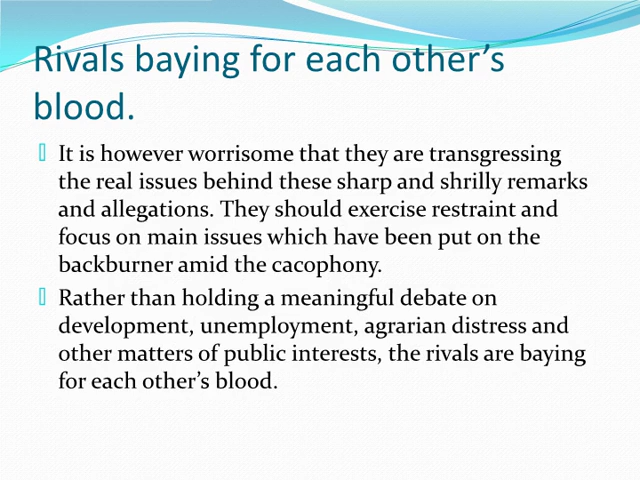 Rivals baying for each other’s
blood.
It is however worrisome that they are transgressing
the real issues behind these sharp and shrilly remarks
and allegations. They should exercise restraint and
focus on main issues which have been put on the
backburner amid the cacophony.
Rather than holding a meaningful debate on
development, unemployment, agrarian distress and
other matters of public interests, the rivals are baying
for each other’s blood.